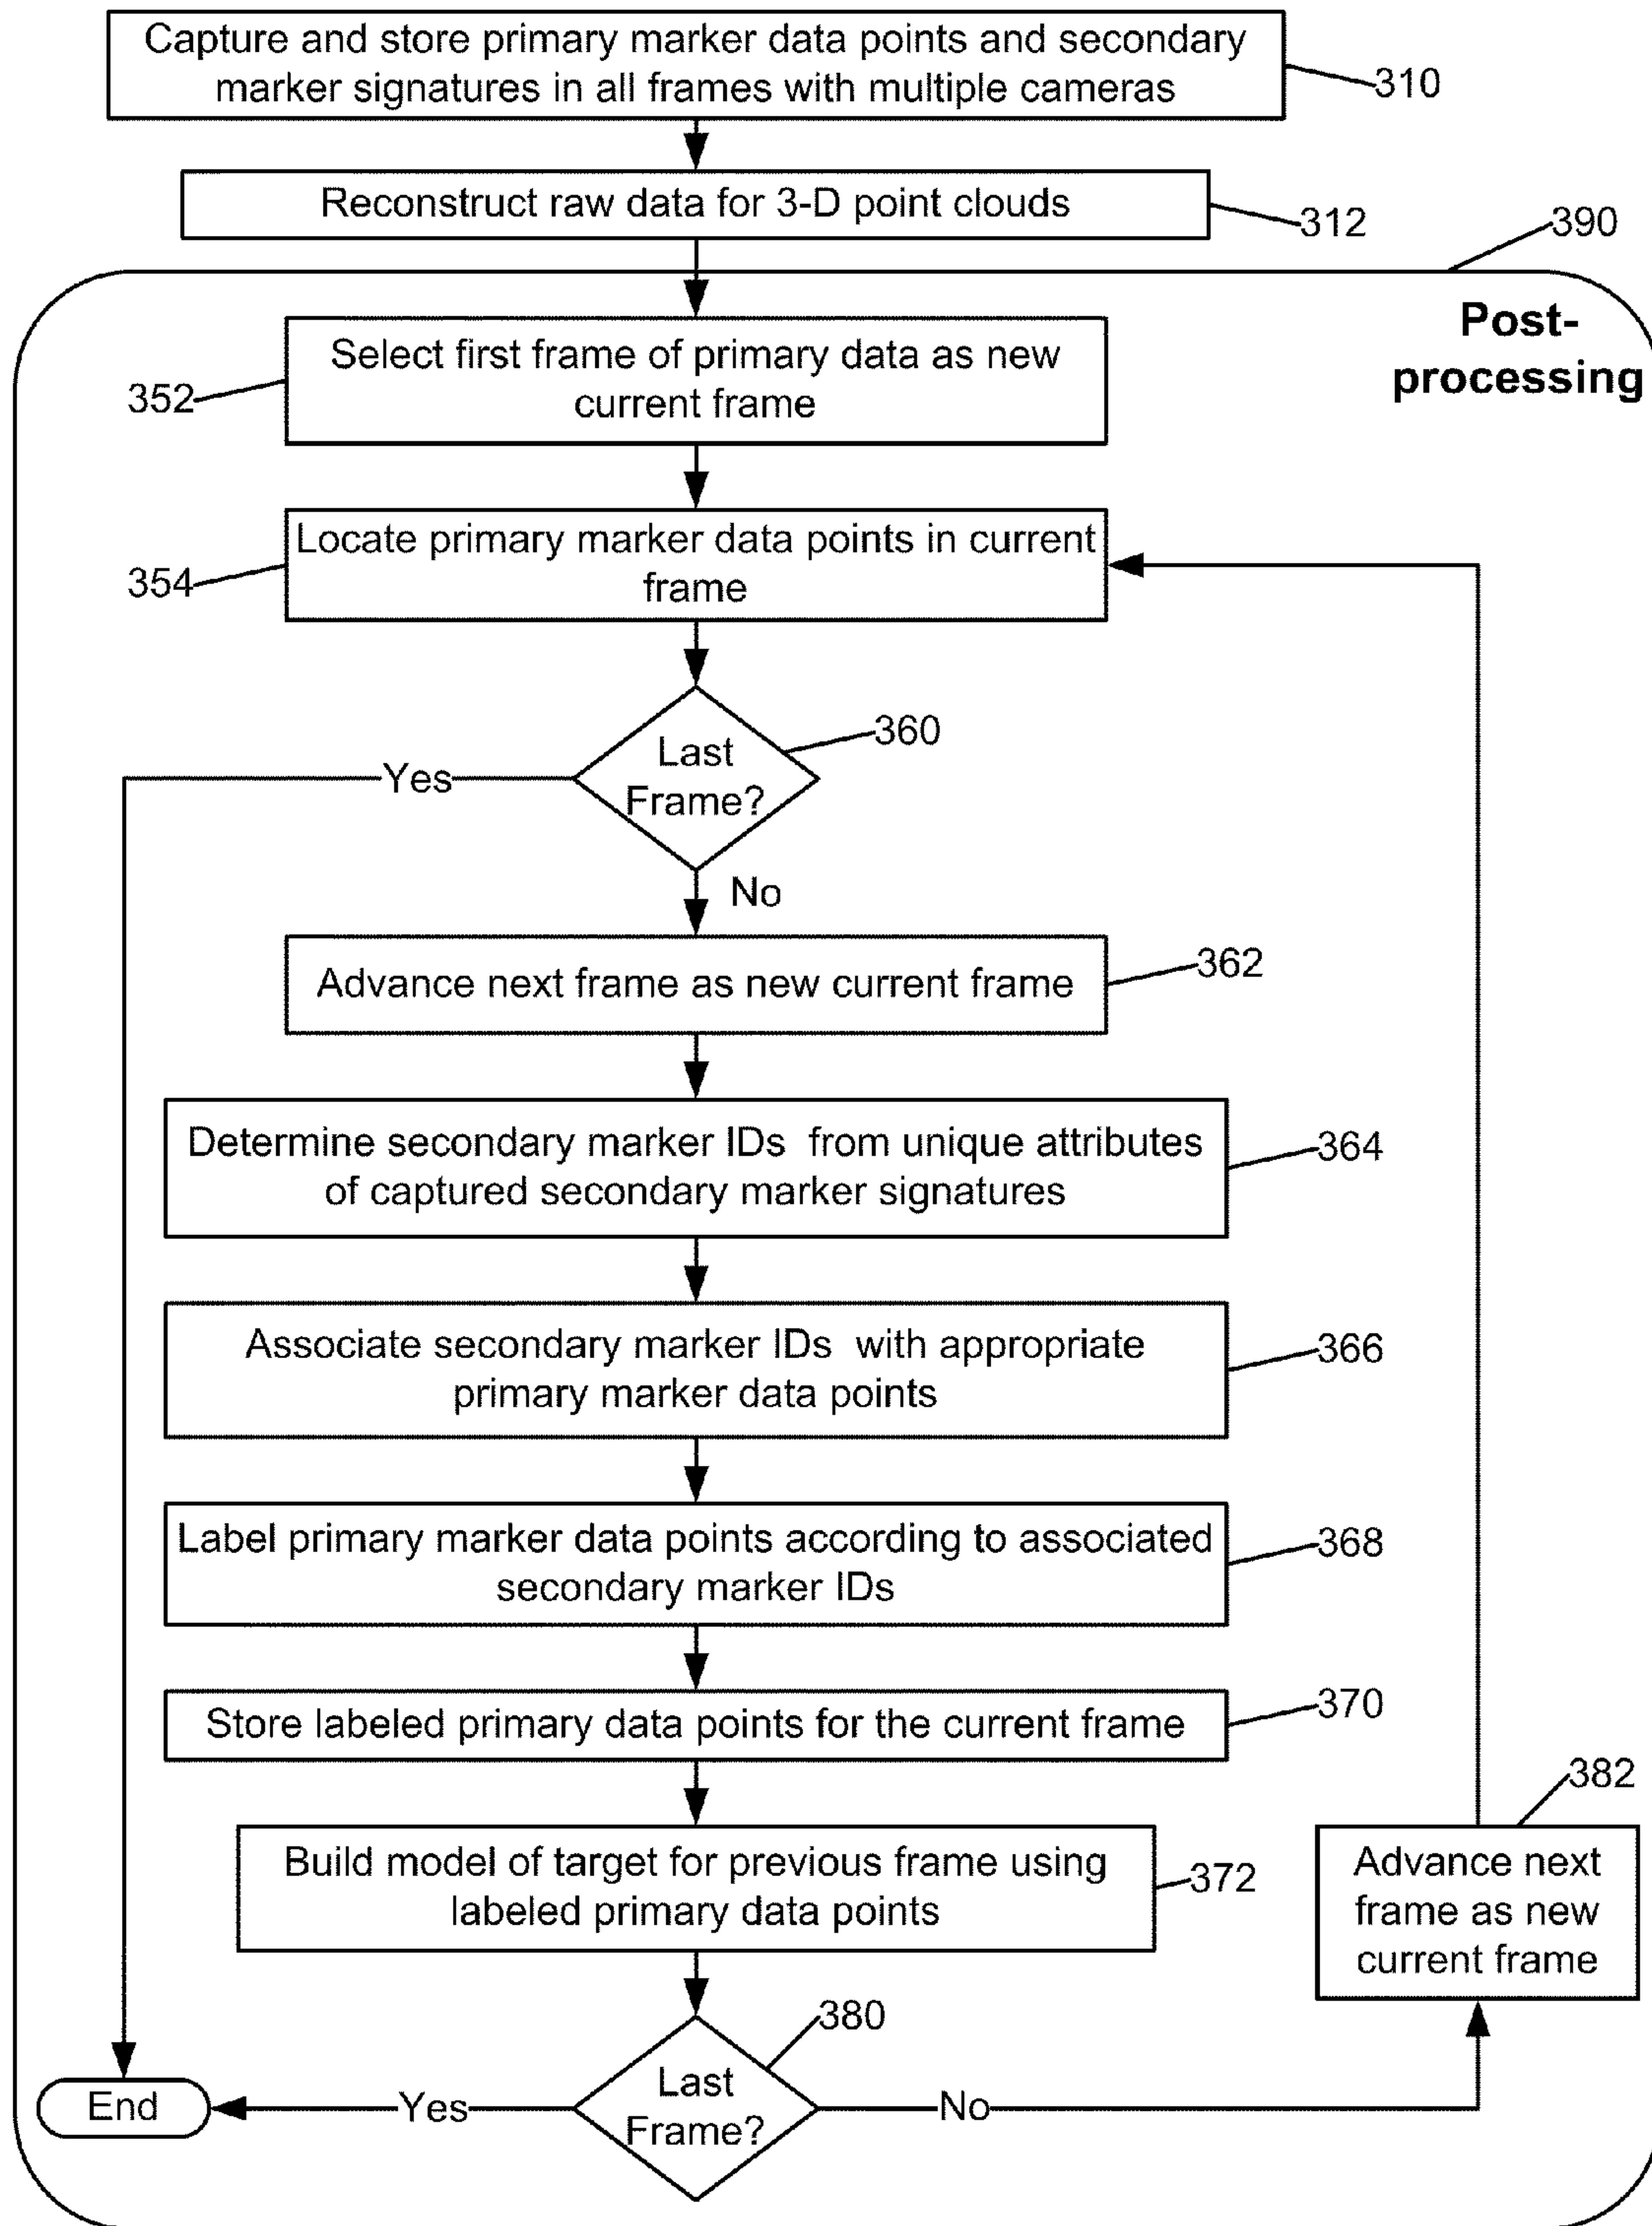 Capture and store primary marker data points and secondary
marker signatures in all frames with multiple cameras
310
Reconstruct raw data for 3-D point clouds
312
390
Post-
processing
Select first frame of primary data as new
current frame
352
Locate primary marker data points in current
frame
354
Last
Frame?
360
Yes
No
Advance next frame as new current frame
362
Determine secondary marker IDs from unique attributes
of captured secondary marker signatures
364
Associate secondary marker IDs with appropriate
primary marker data points
366
Label primary marker data points according to associated
secondary marker IDs
368
Store labeled primary data points for the current frame
370
Build model of target for previous frame using
labeled primary data points
372
382
Advance next
frame as new
current frame
380
Last
Frame?
End
Yes
No